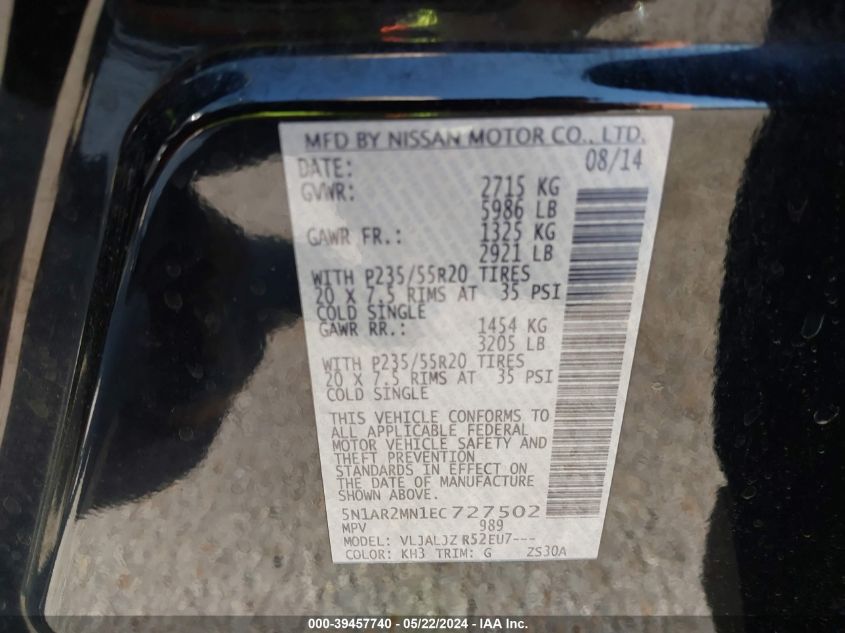 MFD BY NISSAN MOTOR CO., LTD.
DATE: 08/14
GVWR: 2715 KG
5986 LB
GAWR FR.: 1325 KG
2921 LB
WITH P235/55R20 TIRES
20 X 7.5 RIMS AT 35 PSI
COLD SINGLE
GAWR RR.: 1454 KG
3205 LB
WITH P235/55R20 TIRES
20 X 7.5 RIMS AT 35 PSI
COLD SINGLE
THIS VEHICLE CONFORMS TO
ALL APPLICABLE FEDERAL
MOTOR VEHICLE SAFETY AND
THEFT PREVENTION
STANDARDS IN EFFECT ON
THE DATE OF MANUFACTURE
SHOWN ABOVE.
5N1AR2MN1EC 727502
MPV 989
MODEL: VLJALJZ R52EU7---
COLOR: KH3 TRIM: G ZS30A
000-39457740 - 05/22/2024 - IAA Inc.